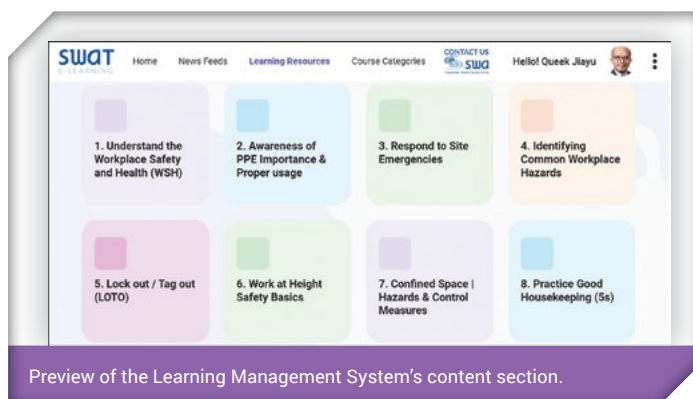 SWAT
E-LEARNING
Home
News Feeds
Learning Resources
Course Categories
CONTACT US
swa
Hello! Queek Jiayu
1. Understand the
Workplace Safety
and Health (WSH)
2. Awareness of
PPE Importance &
Proper usage
3. Respond to Site
Emergencies
4. Identifying
Common Workplace
Hazards
5. Lock out / Tag out
(LOTO)
6. Work at Height
Safety Basics
7. Confined Space |
Hazards & Control
Measures
8. Practice Good
Housekeeping (5s)
Preview of the Learning Management System's content section.